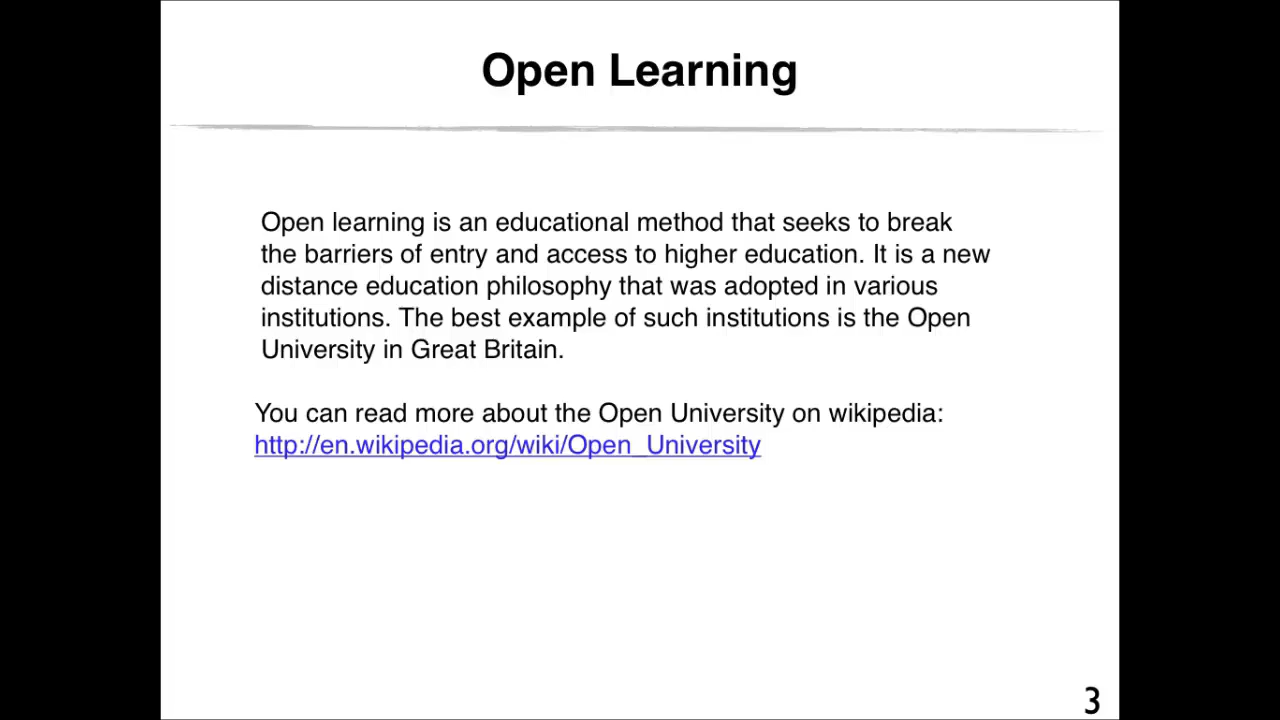 Open Learning
Open learning is an educational method that seeks to break
the barriers of entry and access to higher education. It is a new
distance education philosophy that was adopted in various
institutions. The best example of such institutions is the Open
University in Great Britain.
You can read more about the Open University on wikipedia:
http://en.wikipedia.org/wiki/Open_University
3